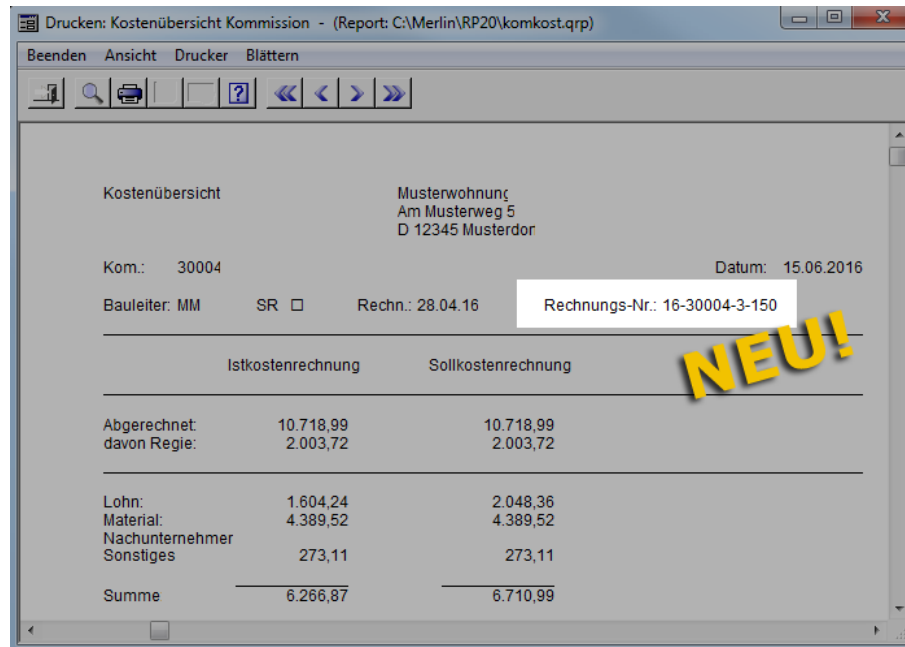 Drucken: Kostenübersicht Kommission - (Report: C:\Merlin\RP20\komkost.qrp)
Beenden Ansicht Drucker Blättern
Kostenübersicht Musterwohnung
Am Musterweg 5
D 12345 Musterdorf
Kom.: 30004 Datum: 15.06.2016
Bauleiter: MM SR Rechn.: 28.04.16 Rechnungs-Nr.: 16-30004-3-150
NEU!
Istkostenrechnung Sollkostenrechnung
Abgerechnet: 10.718,99 10.718,99
davon Regie: 2.003,72 2.003,72
Lohn: 1.604,24 2.048,36
Material: 4.389,52 4.389,52
Nachunternehmer
Sonstiges 273,11 273,11
Summe 6.266,87 6.710,99